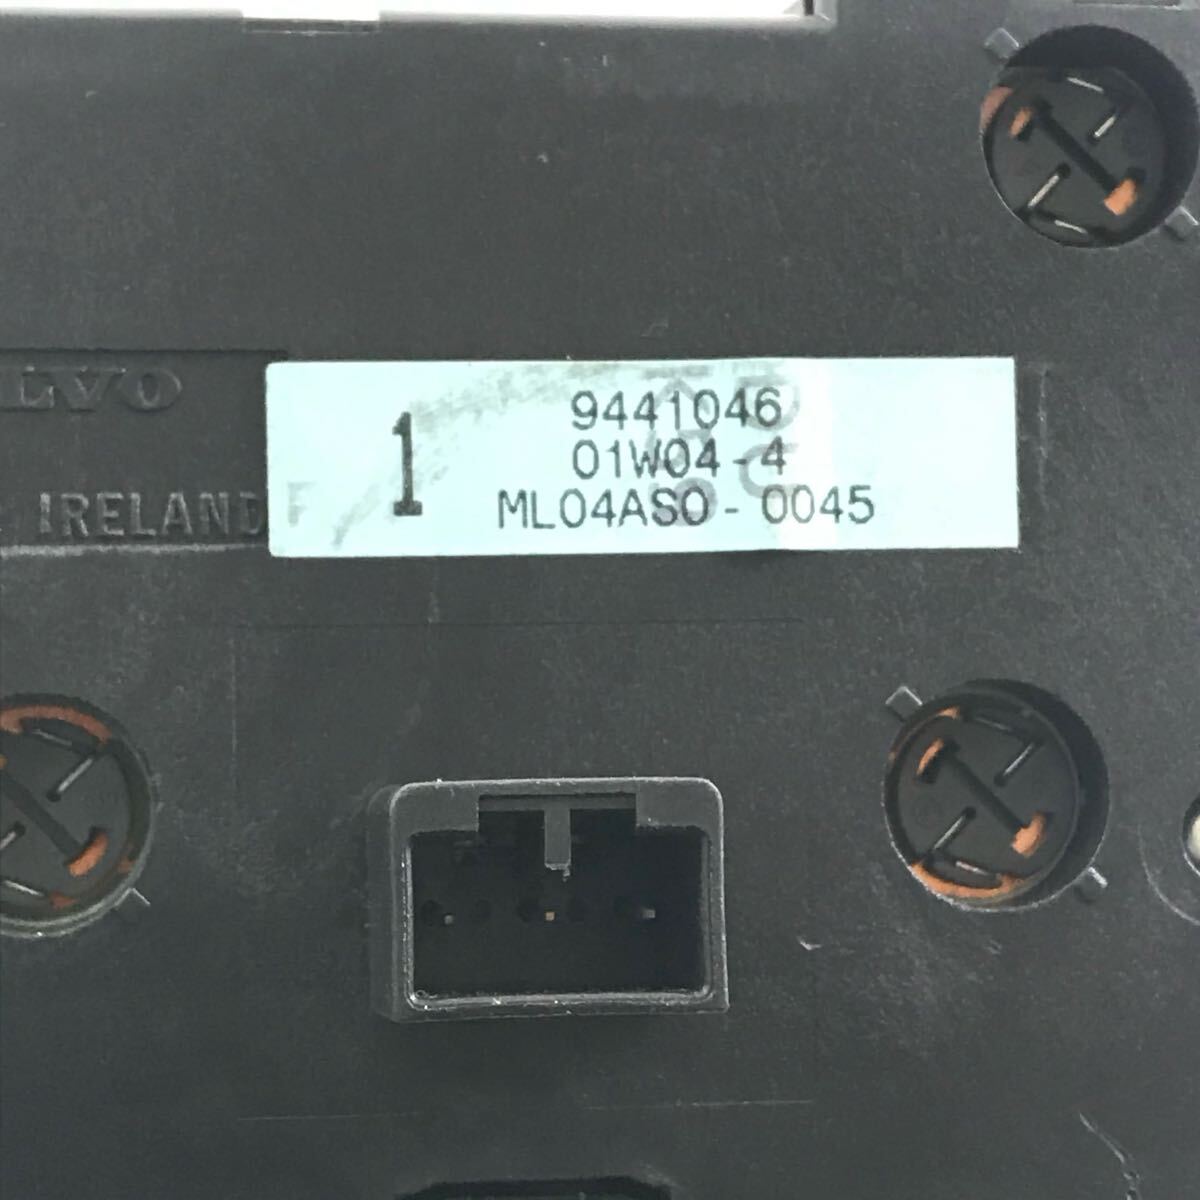 LVO
IRELAND
1
9441046
01W04-4
ML04AS0-0045